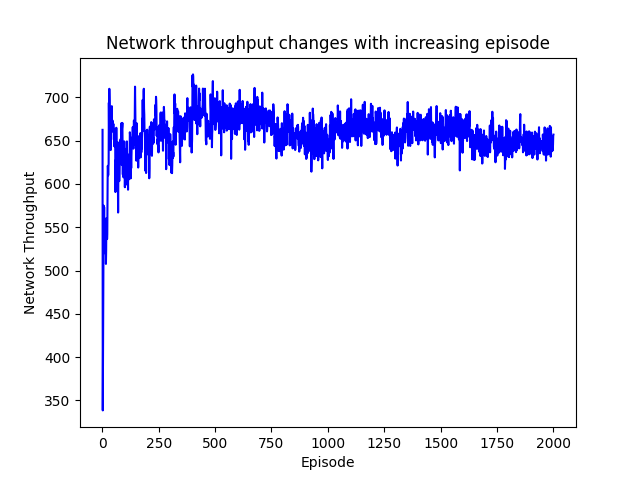 Network throughput changes with increasing episode
Network Throughput
700
650
600
550
500
450
400
350
0 250 500 750 1000 1250 1500 1750 2000
Episode